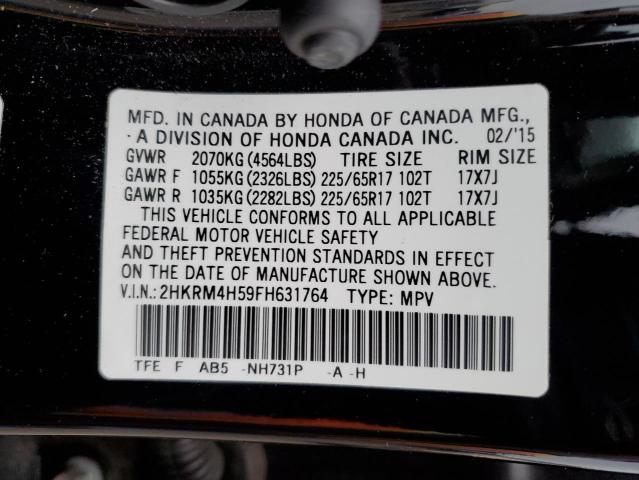 MFD. IN CANADA BY HONDA OF CANADA MFG.,
- A DIVISION OF HONDA CANADA INC. 02/'15
GVWR 2070KG (4564LBS) TIRE SIZE RIM SIZE
GAWR F 1055KG (2326LBS) 225/65R17 102T 17X7J
GAWR R 1035KG (2282LBS) 225/65R17 102T 17X7J
THIS VEHICLE CONFORMS TO ALL APPLICABLE
FEDERAL MOTOR VEHICLE SAFETY
AND THEFT PREVENTION STANDARDS IN EFFECT
ON THE DATE OF MANUFACTURE SHOWN ABOVE.
V.I.N.: 2HKRM4H59FH631764 TYPE: MPV
TFE F AB5 -NH731P -A -H